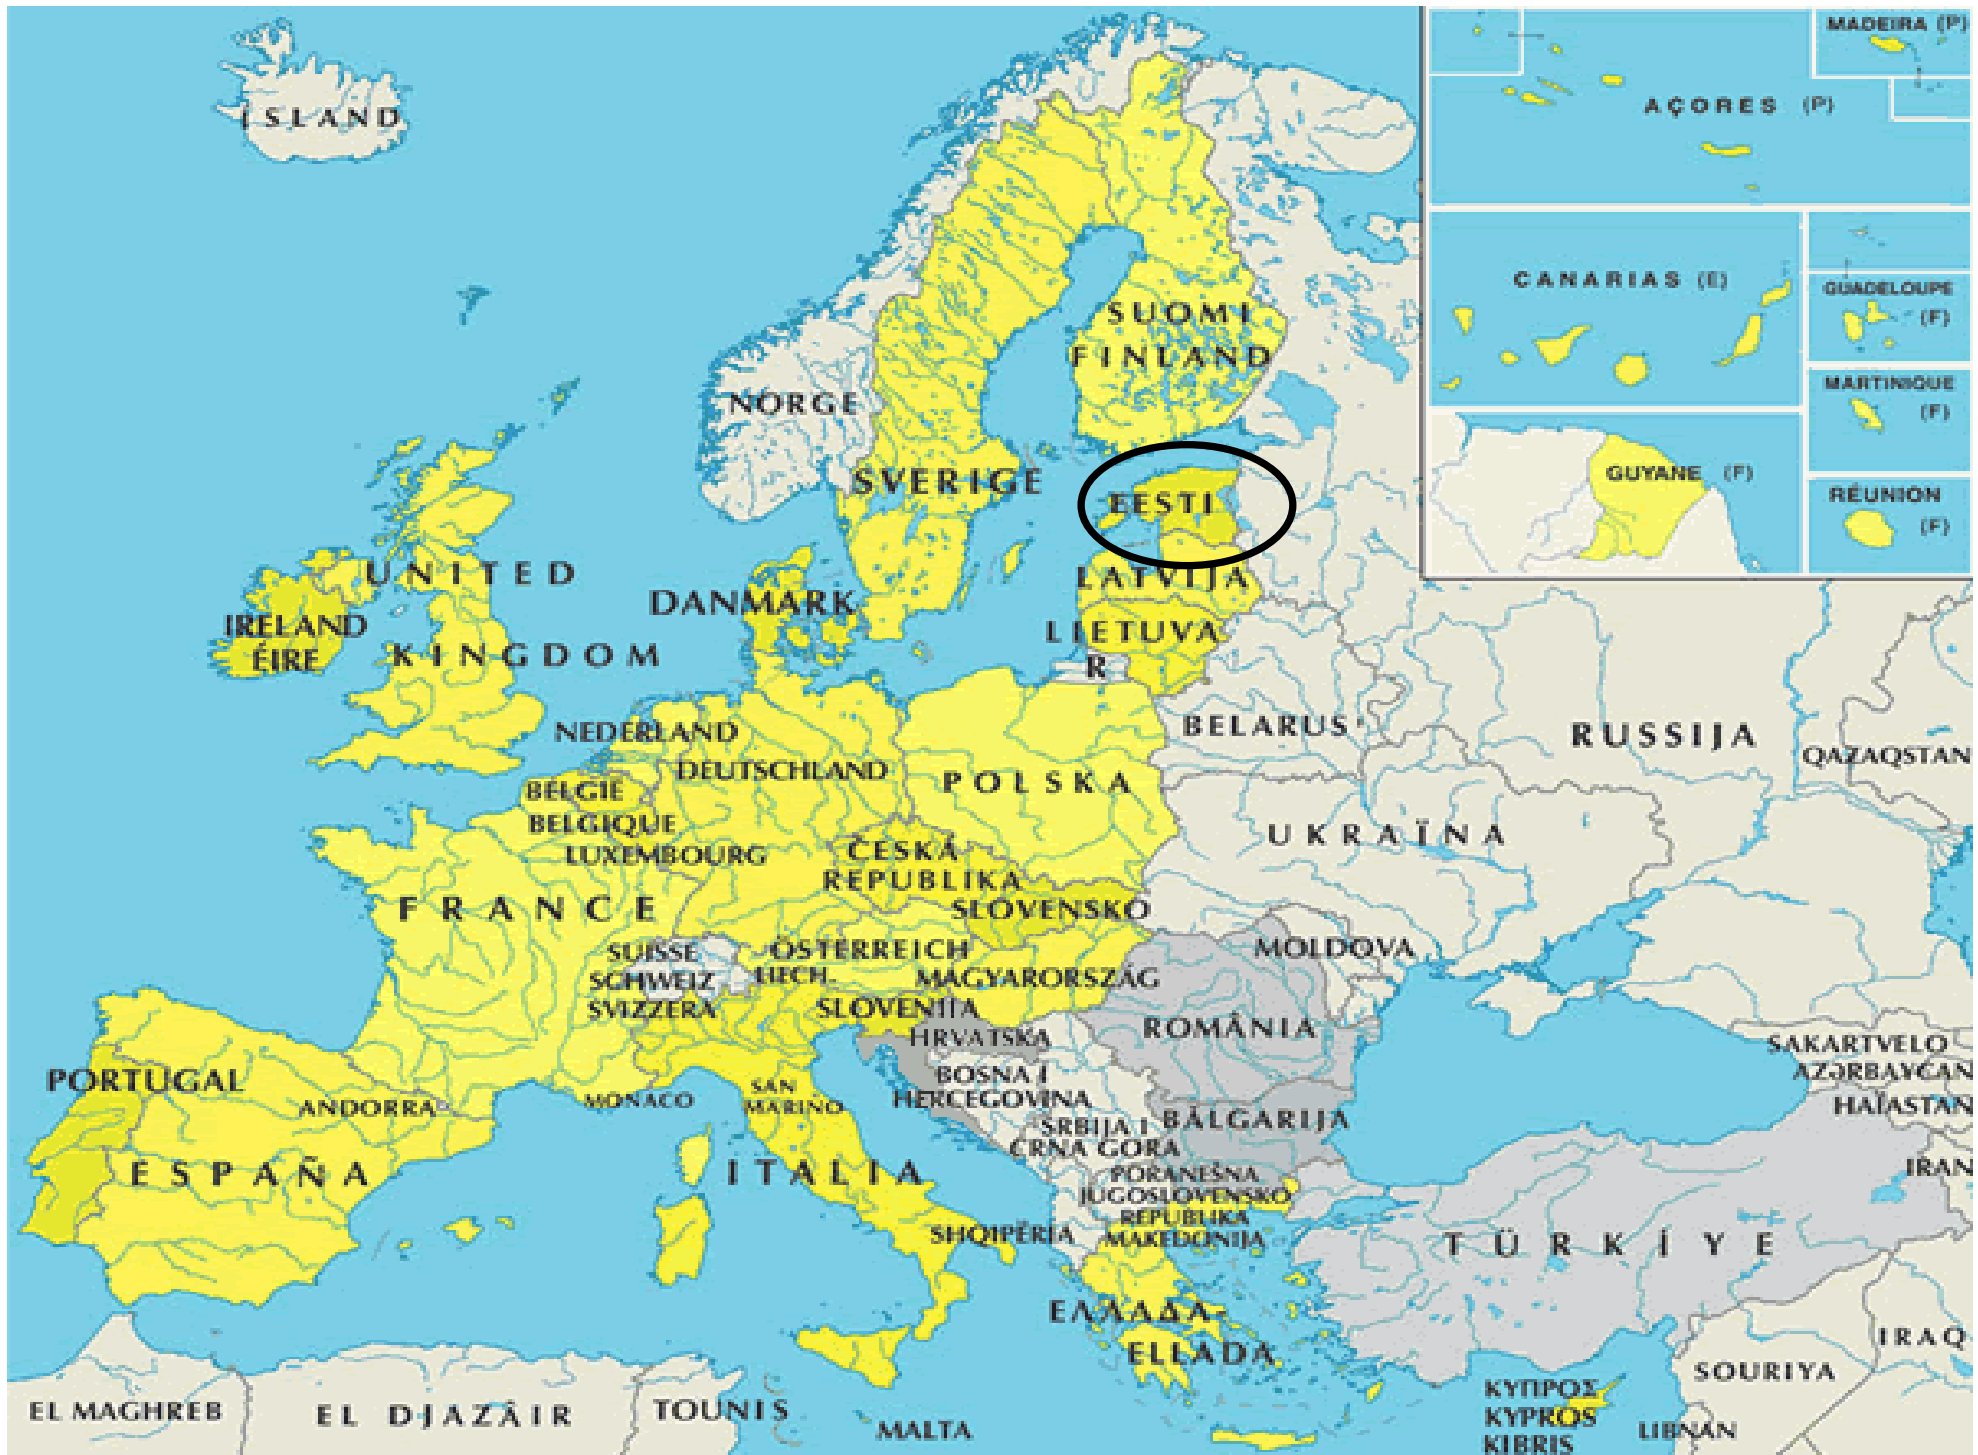 ÍSLAND
MADEIRA (P)
AÇORES (P)
CANARIAS (E)
GUADELOUPE
(F)
MARTINIQUE
(F)
GUYANE (F)
RÉUNION
(F)
SUOMI
FINLAND
NORGE
SVERIGE
EESTI
LATVIJA
LIETUVA
R
UNITED
KINGDOM
IRELAND
ÉIRE
DANMARK
NEDERLAND
DEUTSCHLAND
BELGIË
BELGIQUE
LUXEMBOURG
POLSKA
BELARUS'
RUSSIJA
QAZAQSTAN
UKRAÏNA
ČESKÁ
REPUBLIKA
SLOVENSKO
FRANCE
SUISSE
SCHWEIZ
SVIZZERA
LIECH.
ÖSTERREICH
MAGYARORSZÁG
MOLDOVA
SLOVENIJA
HRVATSKA
ROMÂNIA
BOSNA I
HERCEGOVINA
SRBIJA I
CRNA GORA
BĂLGARIJA
PORANEŠNA
JUGOSLOVENSKO
REPUBLIKA
MAKEDONIJA
SHQIPËRIA
SAKARTVELO
AZƏRBAYCAN
HAÏASTAN
IRAN
PORTUGAL
ANDORRA
ESPAÑA
MONACO
SAN
MARINO
ITALIA
TÜRKÍYE
ΕΛΛΑΔΑ
ELLADA
IRAQ
SOURIYA
ΚΥΠΡΟΣ
KYPROS
KIBRIS
LIBNAN
EL MAGHREB
EL DJAZÂIR
TOUNIS
MALTA